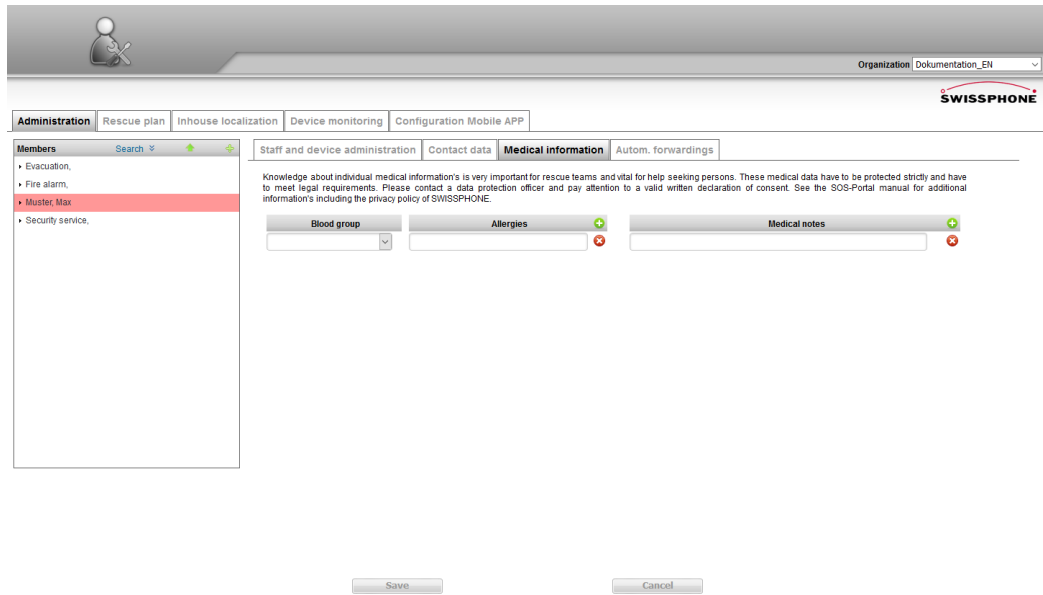 Organization Dokumentation_EN
SWISSPHONE
Administration Rescue plan Inhouse localization Device monitoring Configuration Mobile APP
Members Search
Staff and device administration Contact data Medical information Autom. forwardings
Evacuation,
Fire alarm,
Muster, Max
Security service,
Knowledge about individual medical information's is very important for rescue teams and vital for help seeking persons. These medical data have to be protected strictly and have
to meet legal requirements. Please contact a data protection officer and pay attention to a valid written declaration of consent. See the SOS-Portal manual for additional
information's including the privacy policy of SWISSPHONE.
Blood group Allergies Medical notes
Save Cancel